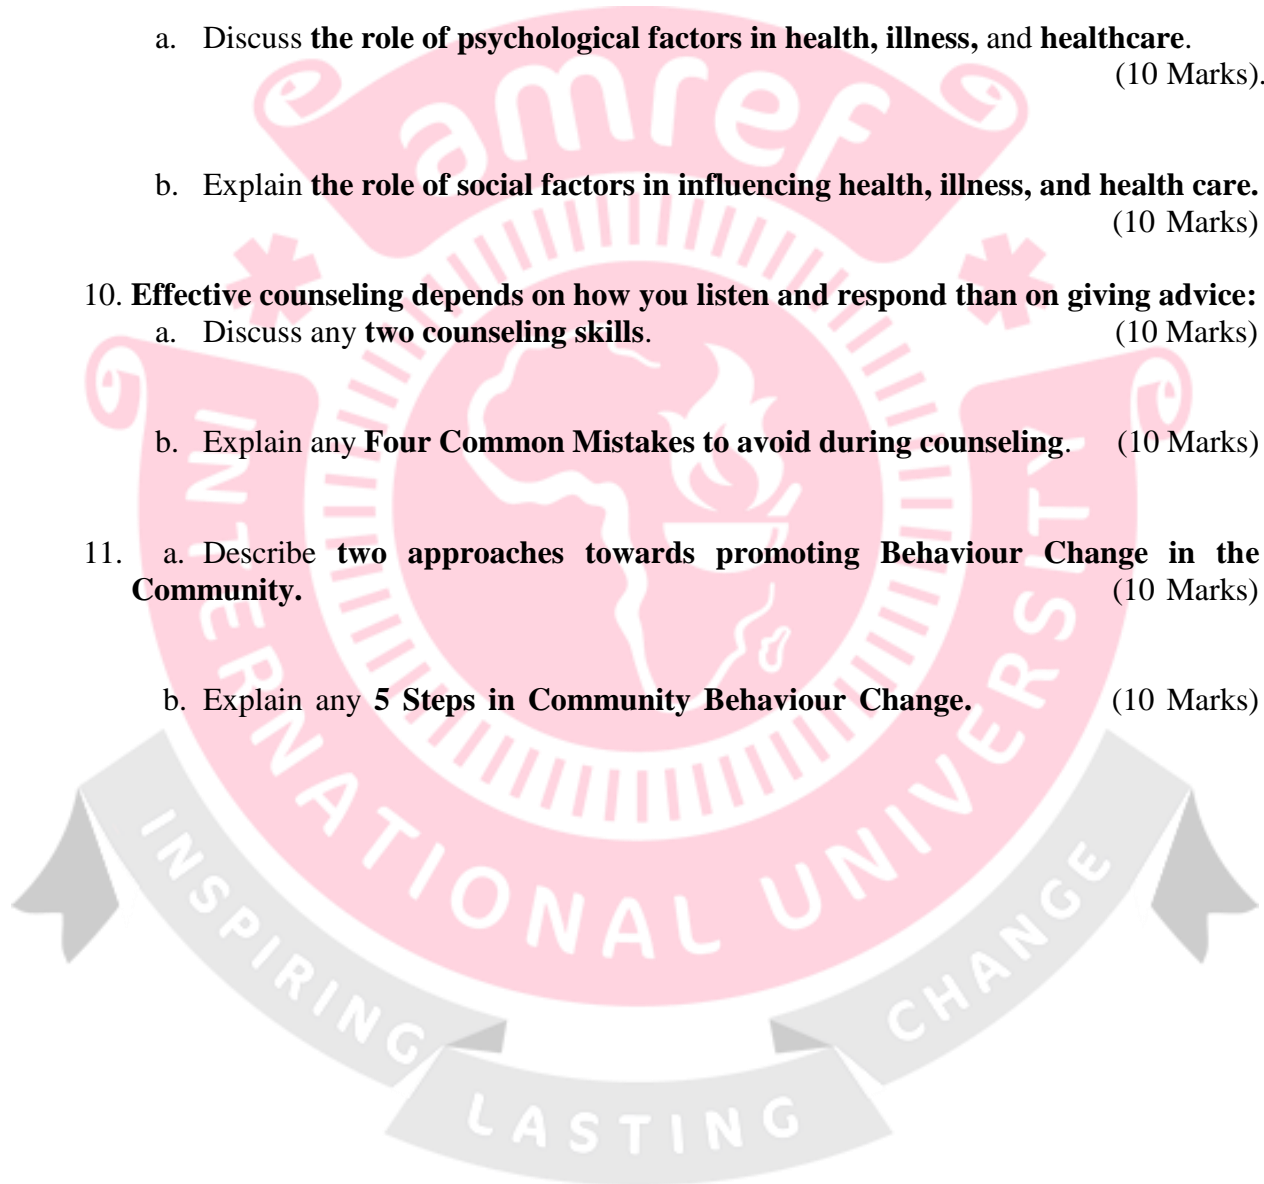 a. Discuss the role of psychological factors in health, illness, and healthcare.
(10 Marks).
b. Explain the role of social factors in influencing health, illness, and health care.
(10 Marks)
10. Effective counseling depends on how you listen and respond than on giving advice:
a. Discuss any two counseling skills. (10 Marks)
b. Explain any Four Common Mistakes to avoid during counseling. (10 Marks)
11. a. Describe two approaches towards promoting Behaviour Change in the
Community. (10 Marks)
b. Explain any 5 Steps in Community Behaviour Change. (10 Marks)
amref
INTERNATIONAL UNIVERSITY
INSPIRING LASTING CHANGE